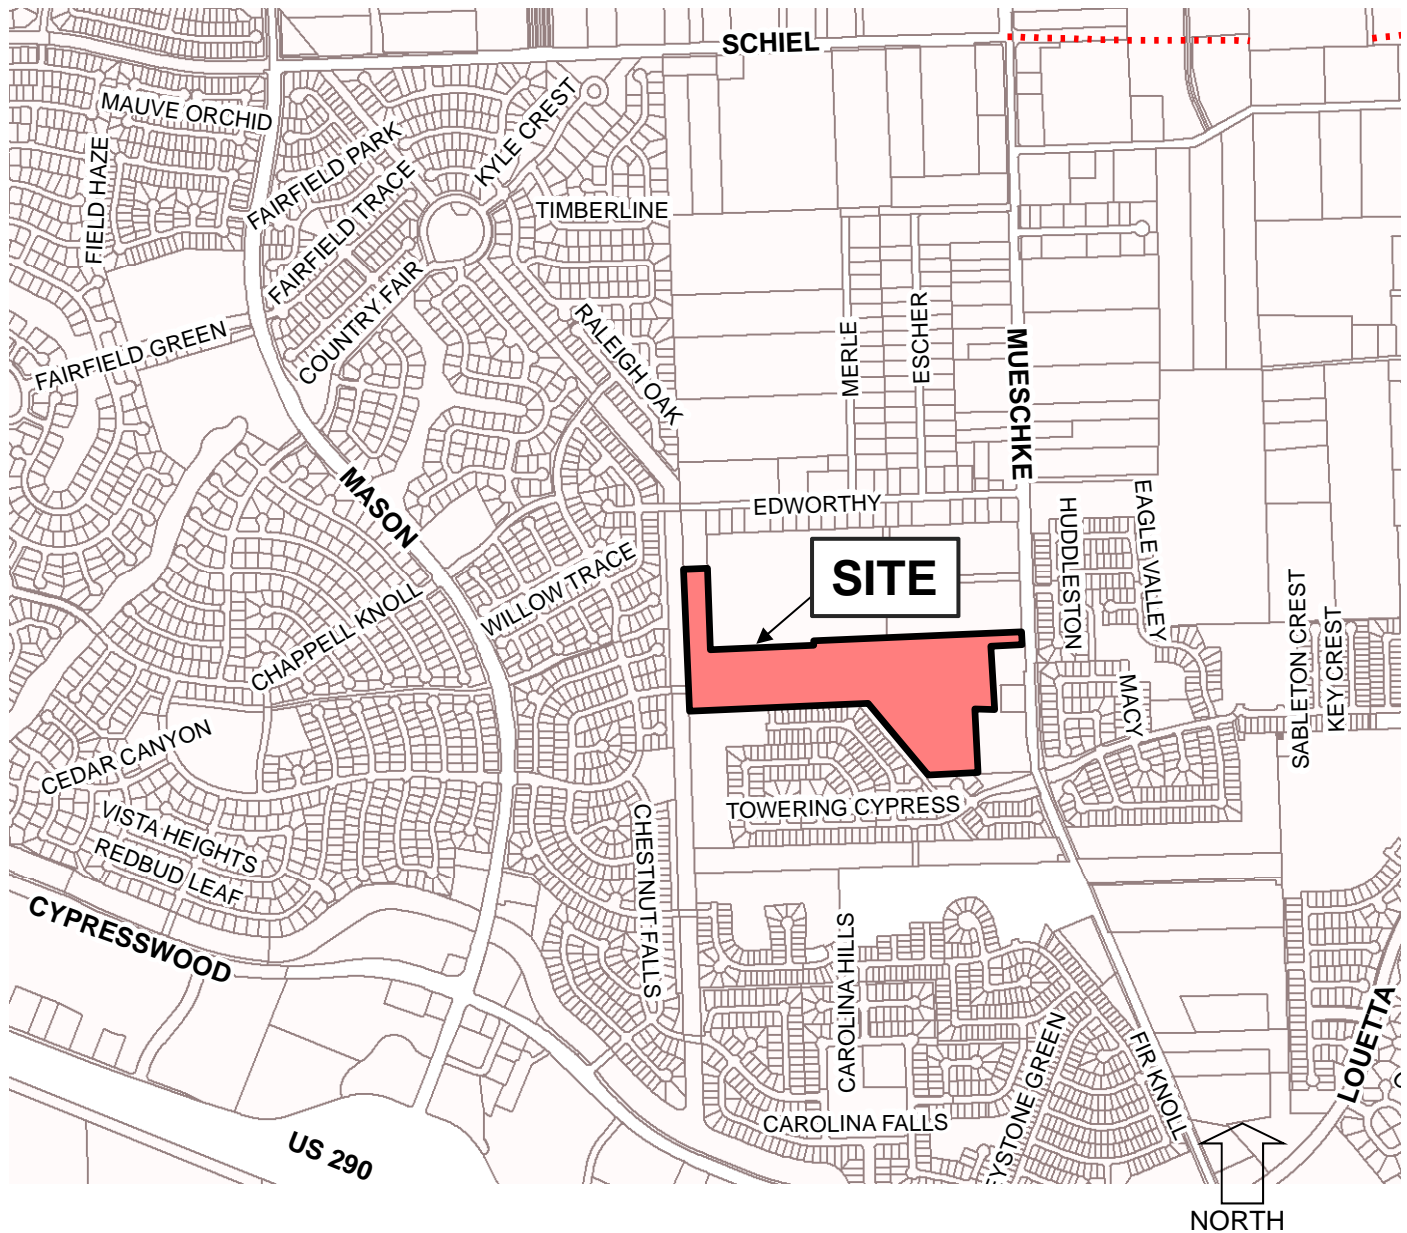 SCHIEL
MAUVE ORCHID
KYLE CREST
FIELD HAZE
FAIRFIELD PARK
FAIRFIELD TRACE
TIMBERLINE
COUNTRY FAIR
FAIRFIELD GREEN
RALEIGH OAK
MERLE
ESCHER
MUESCHKE
MASON
EDWORTHY
HUDDLESTON
EAGLE VALLEY
SITE
WILLOW TRACE
CHAPPELL KNOLL
SABLETON CREST
KEY CREST
MACY
CEDAR CANYON
VISTA HEIGHTS
REDBUD LEAF
TOWERING CYPRESS
CHESTNUT FALLS
CYPRESSWOOD
CAROLINA HILLS
LOUETTA
FIR KNOLL
EYSTONE GREEN
CAROLINA FALLS
US 290
NORTH